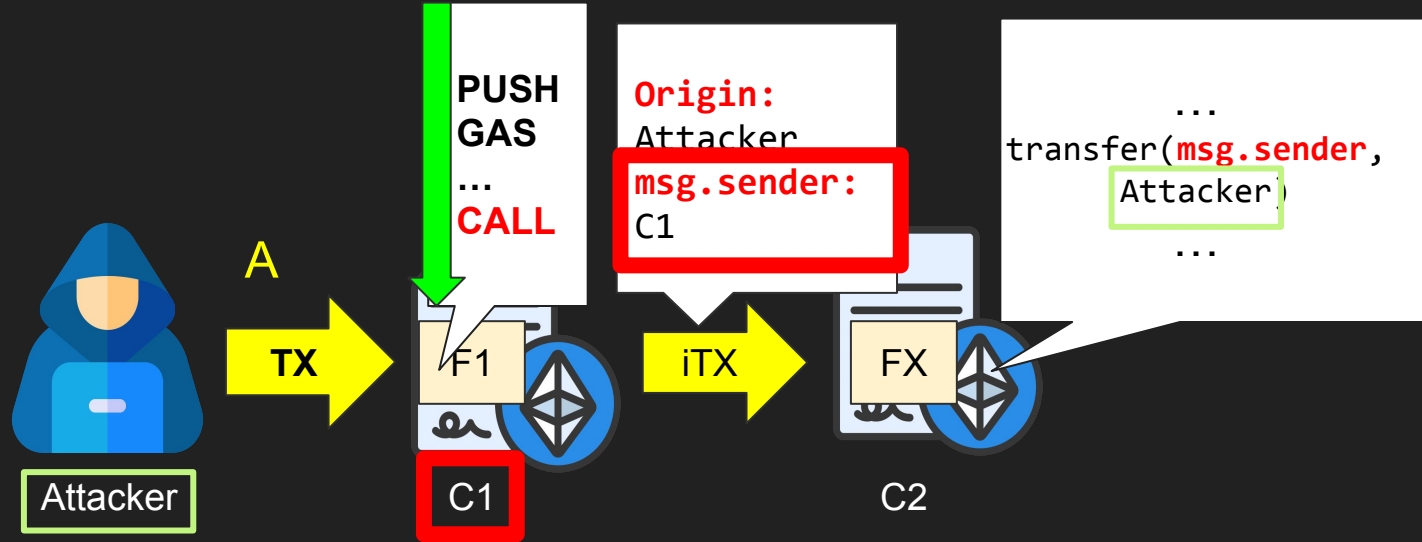 PUSH
GAS
...
CALL
Origin:
Attacker
msg.sender:
C1
...
transfer(msg.sender,
Attacker)
...
A
TX
F1
iTX
FX
Attacker
C1
C2